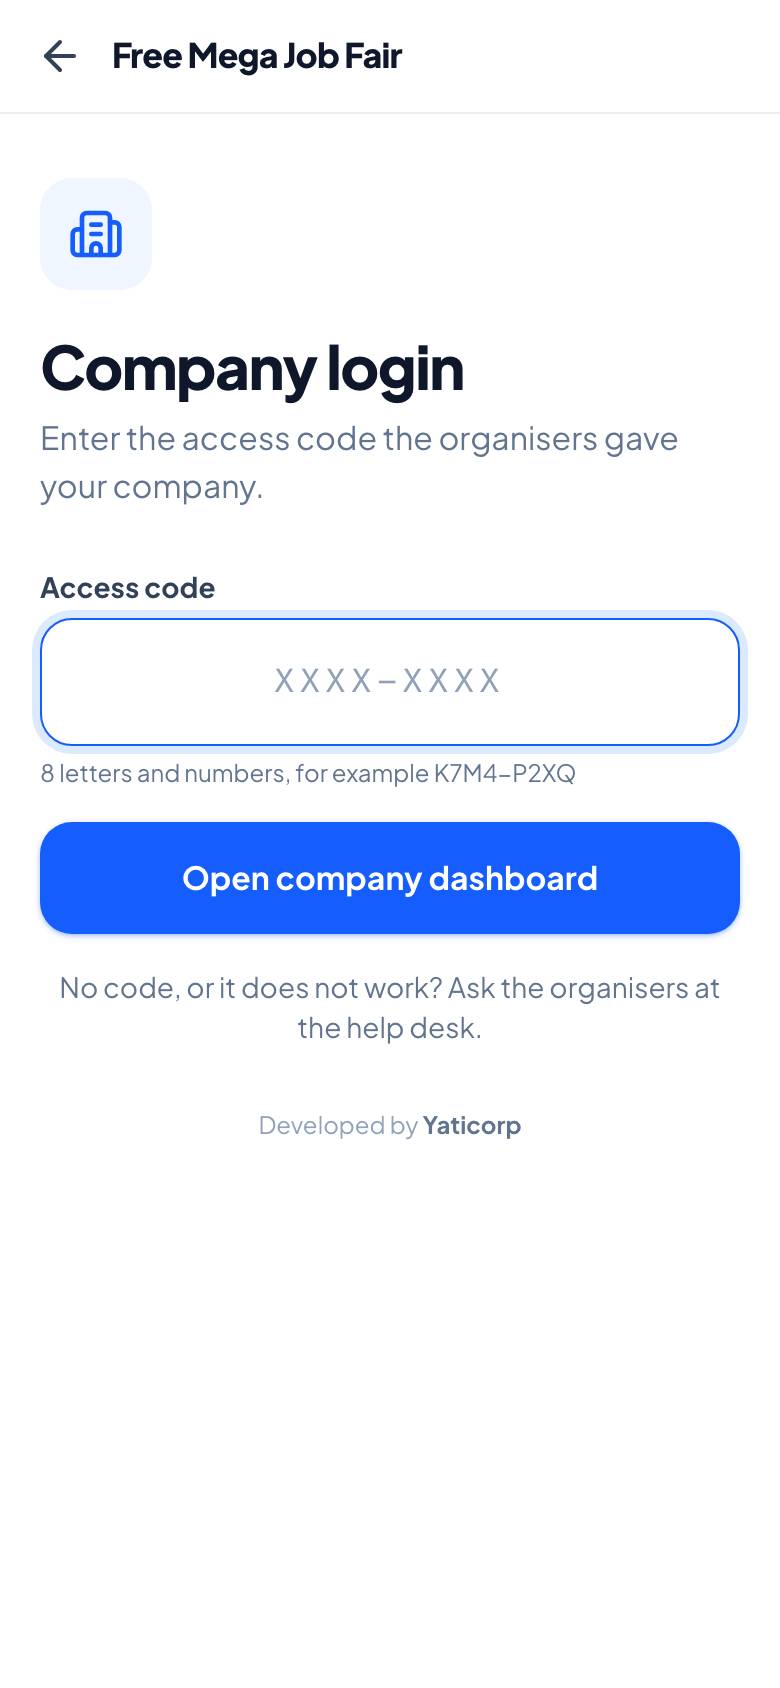 Free Mega Job Fair
Company login
Enter the access code the organisers gave
your company.
Access code
XXXX–XXXX
8 letters and numbers, for example K7M4–P2XQ
Open company dashboard
No code, or it does not work? Ask the organisers at
the help desk.
Developed by Yaticorp